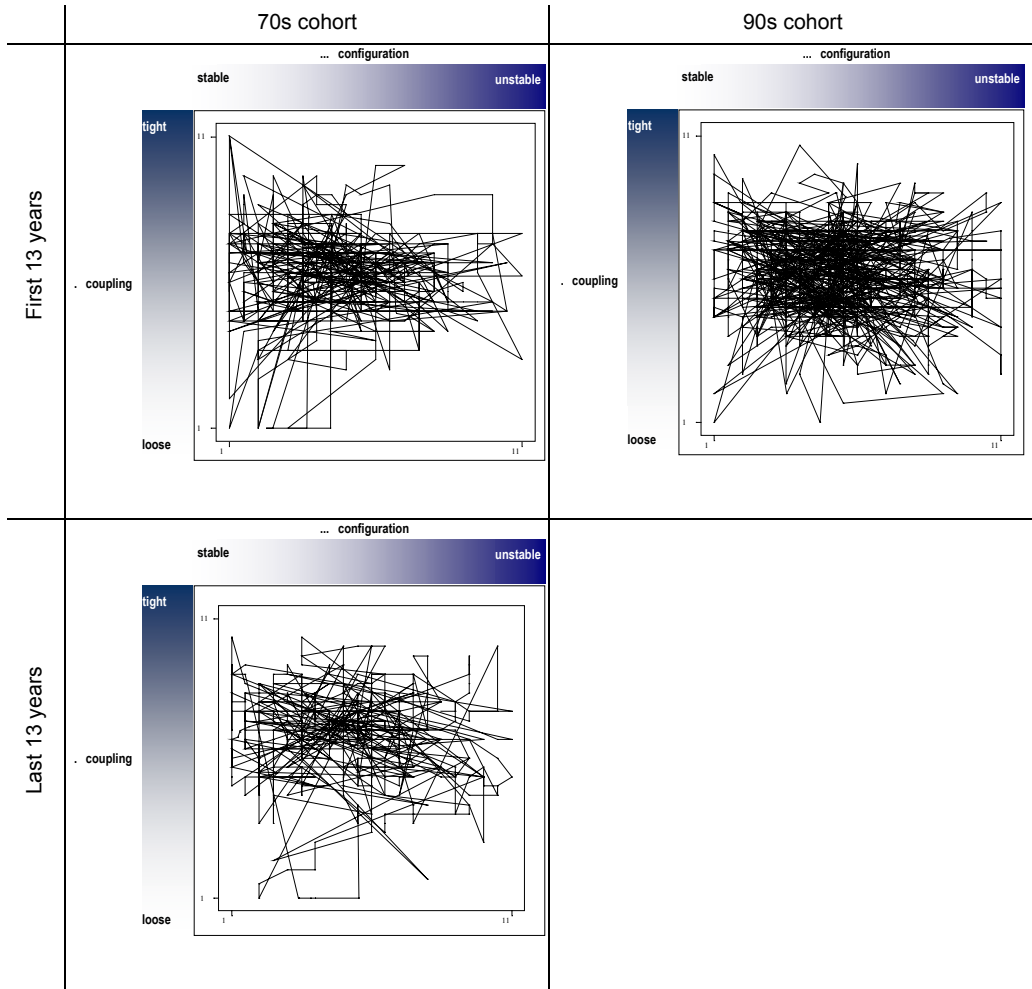 70s cohort
90s cohort
First 13 years
... configuration
stable
unstable
tight
11
. coupling
1
loose
1
11
... configuration
stable
unstable
tight
11
. coupling
1
loose
1
11
Last 13 years
... configuration
stable
unstable
tight
11
. coupling
1
loose
1
11